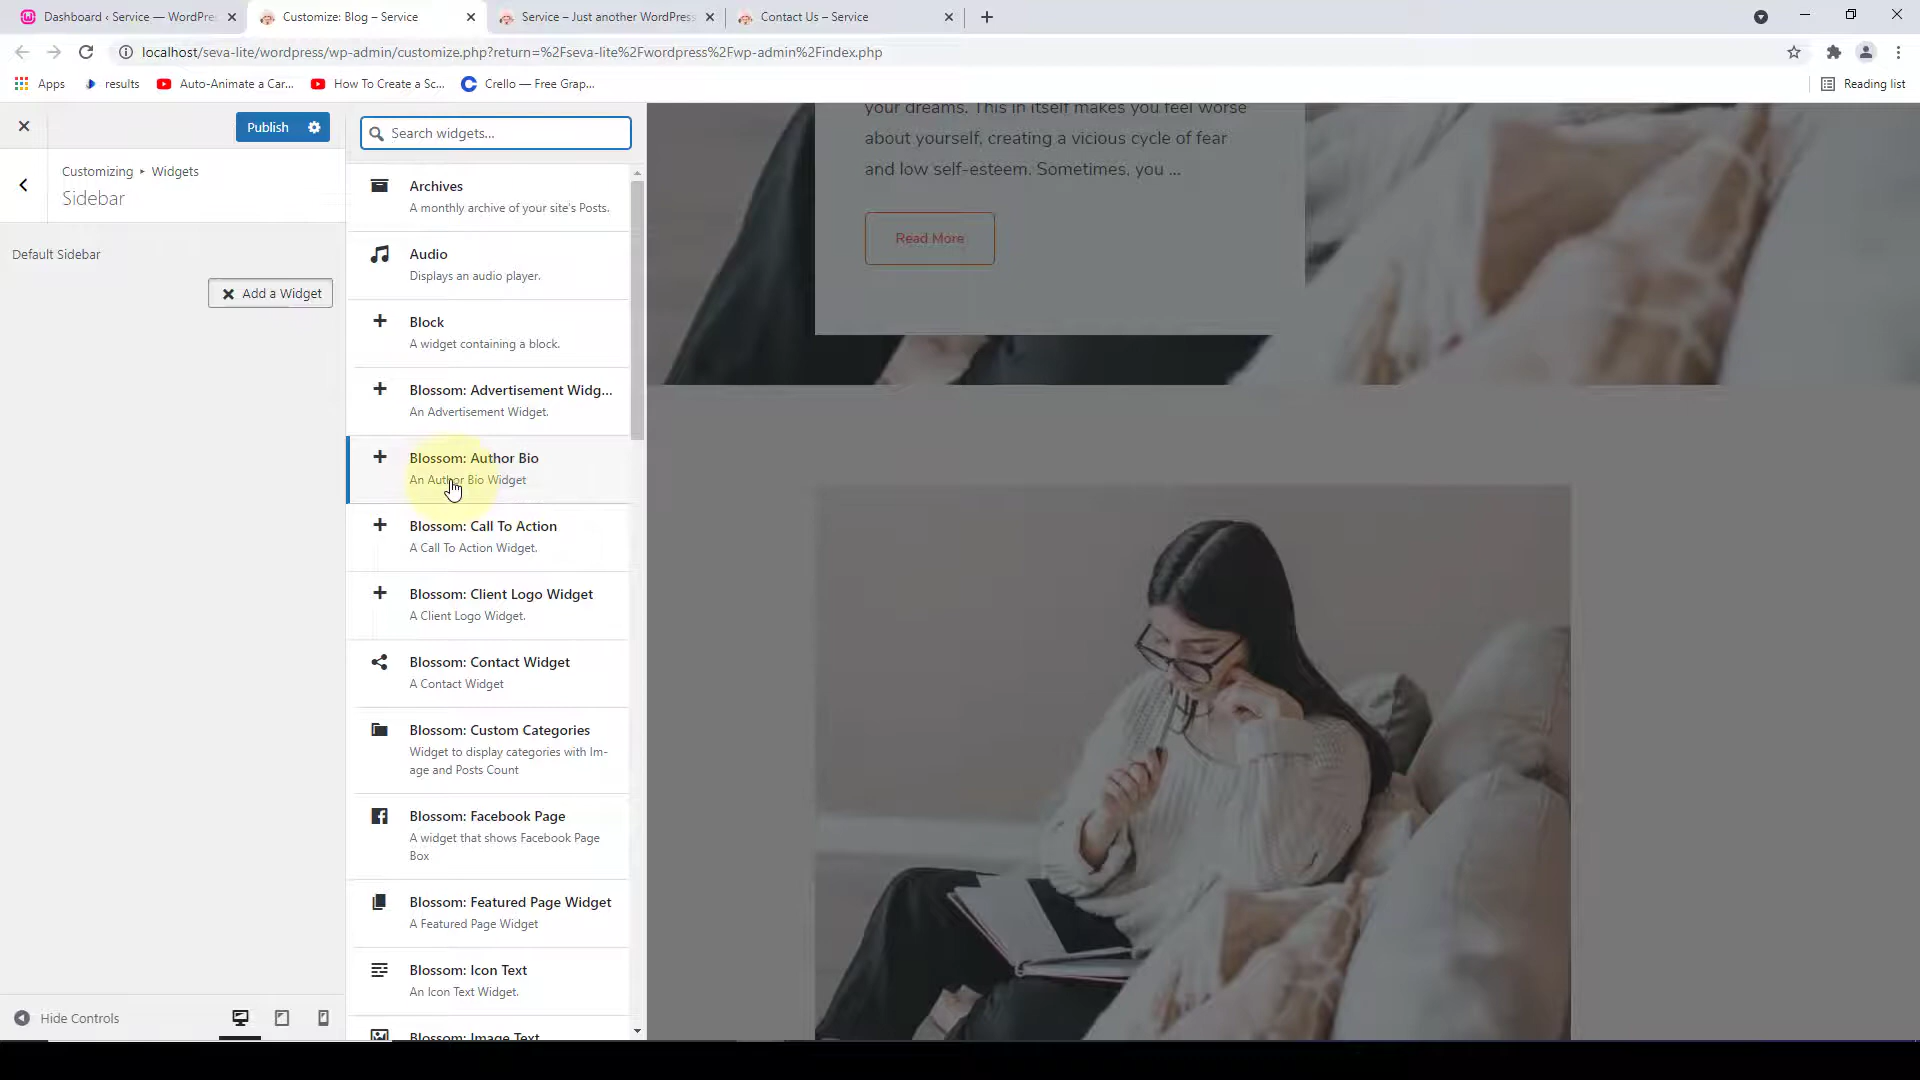 Dashboard ‹ Service — WordPre
Customize: Blog – Service
Service – Just another WordPress
Contact Us – Service
localhost/seva-lite/wordpress/wp-admin/customize.php?return=%2Fseva-lite%2Fwordpress%2Fwp-admin%2Findex.php
Apps
results
Auto-Animate a Car...
How To Create a Sc...
Crello — Free Grap...
Reading list
Publish
Customizing ▸ Widgets
Sidebar
Default Sidebar
Add a Widget
Hide Controls
Search widgets...
Archives
A monthly archive of your site's Posts.
Audio
Displays an audio player.
Block
A widget containing a block.
Blossom: Advertisement Widg...
An Advertisement Widget.
Blossom: Author Bio
An Author Bio Widget
Blossom: Call To Action
A Call To Action Widget.
Blossom: Client Logo Widget
A Client Logo Widget.
Blossom: Contact Widget
A Contact Widget
Blossom: Custom Categories
Widget to display categories with Im-
age and Posts Count
Blossom: Facebook Page
A widget that shows Facebook Page
Box
Blossom: Featured Page Widget
A Featured Page Widget
Blossom: Icon Text
An Icon Text Widget.
Blossom: Image Text
your dreams. This in itself makes you feel worse
about yourself, creating a vicious cycle of fear
and low self-esteem. Sometimes, you ...
Read More